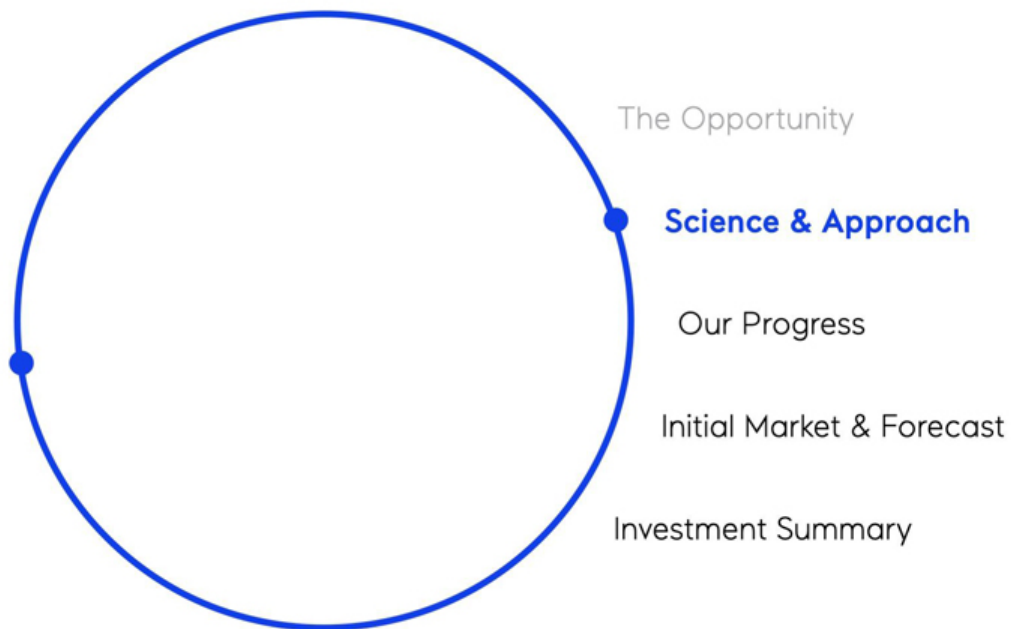 The Opportunity
Science & Approach
Our Progress
Initial Market & Forecast
Investment Summary